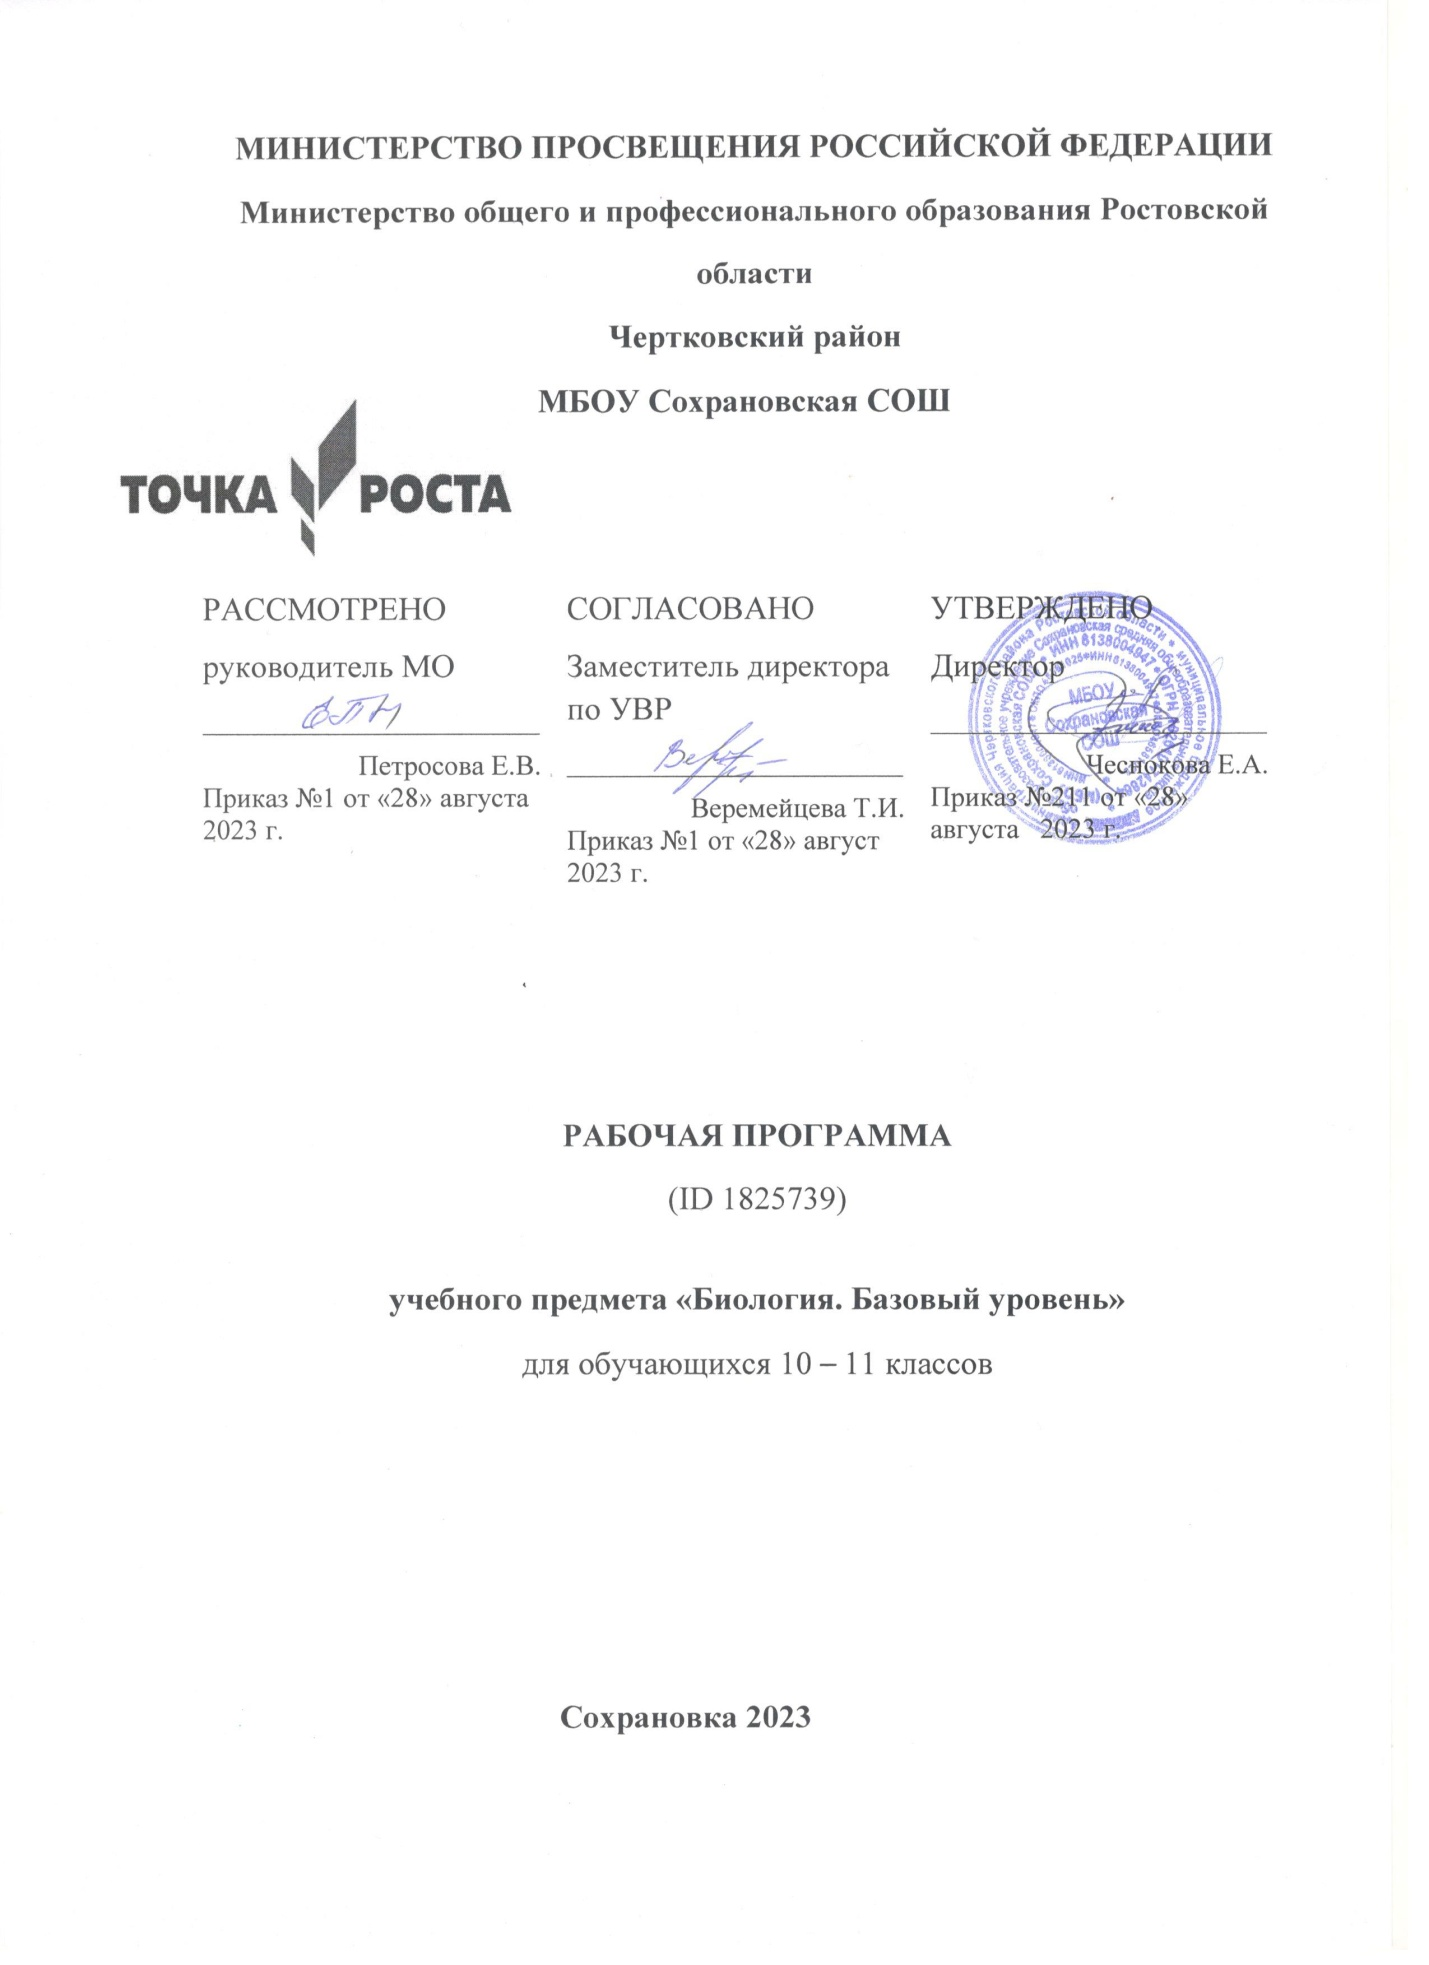 МИНИСТЕРСТВО ПРОСВЕЩЕНИЯ РОССИЙСКОЙ ФЕДЕРАЦИИ
Министерство общего и профессионального образования Ростовской
области
Чертковский район
МБОУ Сохрановская СОШ
ТОЧКА РОСТА
РАССМОТРЕНО
руководитель МО
Петросова Е.В.
Приказ №1 от «28» августа
2023 г.
СОГЛАСОВАНО
Заместитель директора
по УВР
Веремейцева Т.И.
Приказ №1 от «28» август
2023 г.
УТВЕРЖДЕНО
Директор
МБОУ
Сохрановская
СОШ
Чеснокова Е.А.
Приказ №211 от «28»
августа 2023 г.
РАБОЧАЯ ПРОГРАММА
(ID 1825739)
учебного предмета «Биология. Базовый уровень»
для обучающихся 10 – 11 классов
Сохрановка 2023